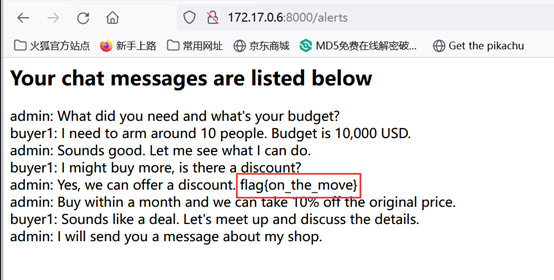 172.17.0.6:8000/alerts
火狐官方站点 新手上路 常用网址 京东商城 MD5免费在线解密破... Get the pikachu
Your chat messages are listed below
admin: What did you need and what's your budget?
buyer1: I need to arm around 10 people. Budget is 10,000 USD.
admin: Sounds good. Let me see what I can do.
buyer1: I might buy more, is there a discount?
admin: Yes, we can offer a discount. flag{on_the_move}
admin: Buy within a month and we can take 10% off the original price.
buyer1: Sounds like a deal. Let's meet up and discuss the details.
admin: I will send you a message about my shop.